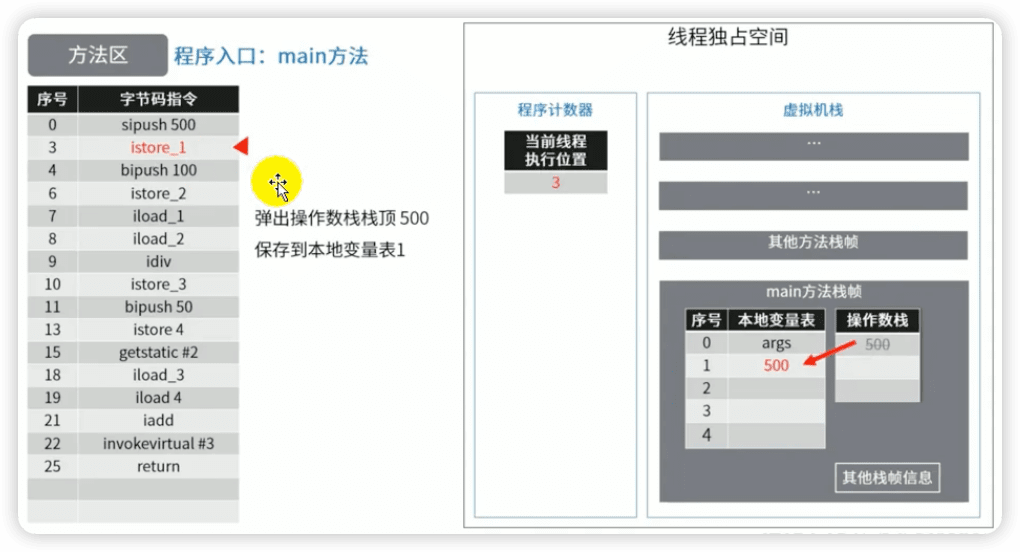 方法区 程序入口：main方法
序号 字节码指令
0 sipush 500
3 istore_1
4 bipush 100
6 istore_2
7 iload_1
8 iload_2
9 idiv
10 istore_3
11 bipush 50
13 istore 4
15 getstatic #2
18 iload_3
19 iload 4
21 iadd
22 invokevirtual #3
25 return
弹出操作数栈栈顶 500
保存到本地变量表1
线程独占空间
程序计数器
当前线程
执行位置
3
虚拟机栈
...
...
其他方法栈帧
main方法栈帧
序号 本地变量表 操作数栈
0 args 500
1 500
2
3
4
其他栈帧信息